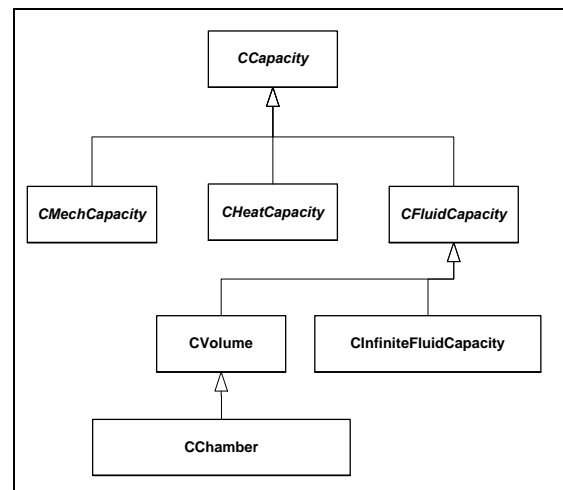 CCapacity
CMechCapacity
CHeatCapacity
CFluidCapacity
CVolume
CInfiniteFluidCapacity
CChamber